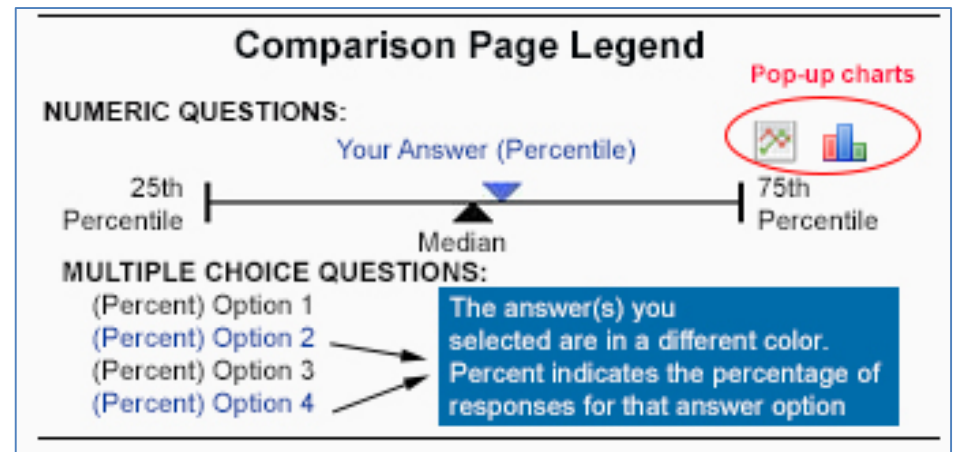 Comparison Page Legend
Pop-up charts
NUMERIC QUESTIONS:
Your Answer (Percentile)
25th
Percentile
75th
Percentile
Median
MULTIPLE CHOICE QUESTIONS:
(Percent) Option 1
(Percent) Option 2
(Percent) Option 3
(Percent) Option 4
The answer(s) you
selected are in a different color.
Percent indicates the percentage of
responses for that answer option